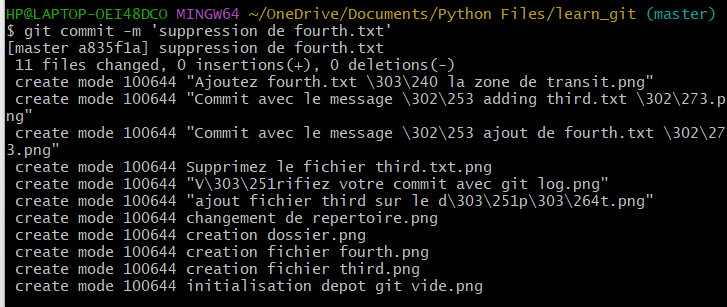 HP@LAPTOP-OEI48DCO MINGW64 ~/OneDrive/Documents/Python Files/learn_git (master)
$ git commit -m 'suppression de fourth.txt'
[master a835f1a] suppression de fourth.txt
 11 files changed, 0 insertions(+), 0 deletions(-)
 create mode 100644 "Ajoutez fourth.txt \303\240 la zone de transit.png"
 create mode 100644 "Commit avec le message \302\253 adding third.txt \302\273.p
ng"
 create mode 100644 "Commit avec le message \302\253 ajout de fourth.txt \302\27
3.png"
 create mode 100644 Supprimez le fichier third.txt.png
 create mode 100644 "V\303\251rifiez votre commit avec git log.png"
 create mode 100644 "ajout fichier third sur le d\303\251p\303\264t.png"
 create mode 100644 changement de repertoire.png
 create mode 100644 creation dossier.png
 create mode 100644 creation fichier fourth.png
 create mode 100644 creation fichier third.png
 create mode 100644 initialisation depot git vide.png